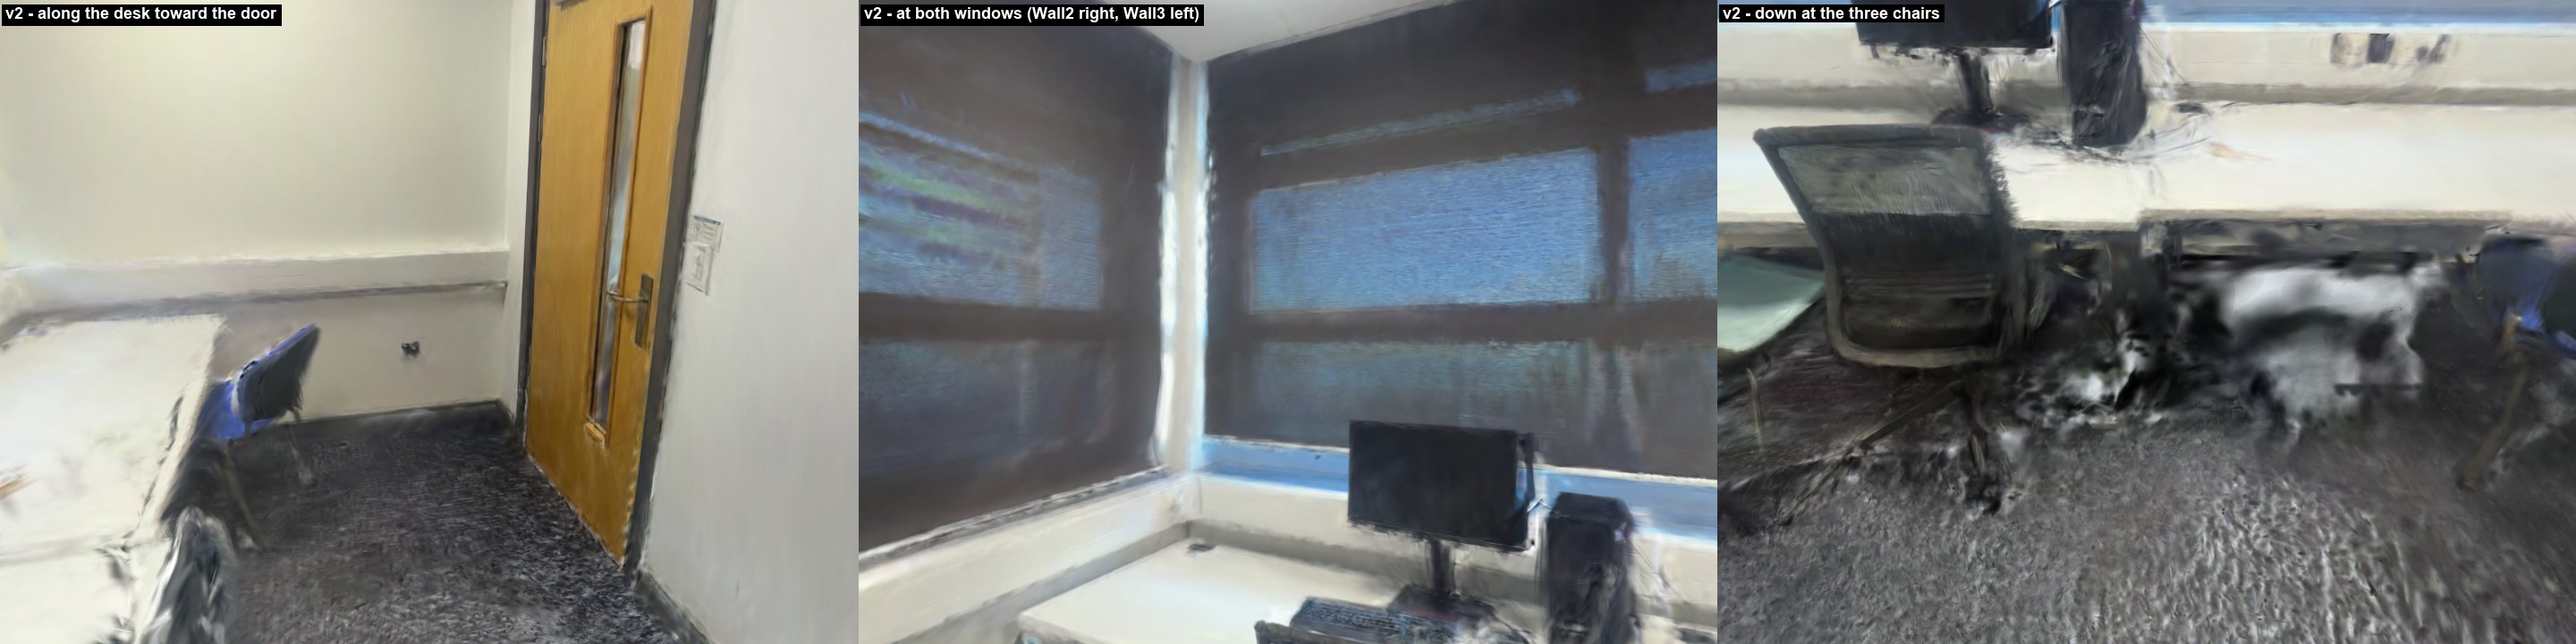 v2 - along the desk toward the door
v2 - at both windows (Wall2 right, Wall3 left)
v2 - down at the three chairs